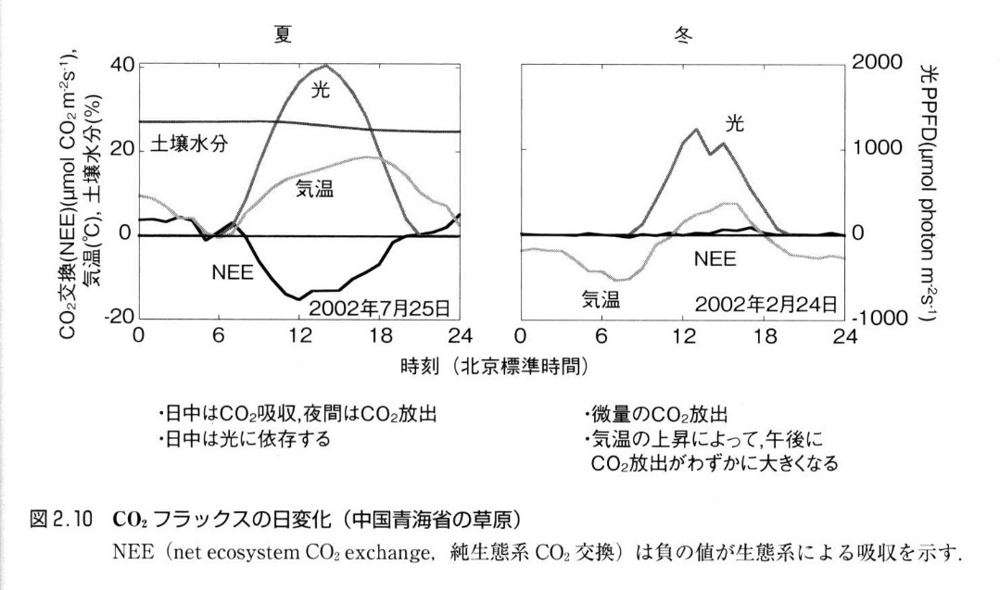 夏
冬
CO₂交換(NEE)(μmol CO₂ m⁻²s⁻¹),
気温(℃), 土壌水分(%)
40
20
0
-20
光
土壌水分
気温
NEE
2002年7月25日
0
6
12
18
24
光
NEE
気温
2002年2月24日
0
6
12
18
24
2000
1000
0
-1000
光PPFD(μmol photon m⁻²s⁻¹)
時刻（北京標準時間）
・日中はCO₂吸収,夜間はCO₂放出
・日中は光に依存する
・微量のCO₂放出
・気温の上昇によって,午後に
CO₂放出がわずかに大きくなる
図2.10 CO₂ フラックスの日変化（中国青海省の草原）
NEE（net ecosystem CO₂ exchange, 純生態系 CO₂ 交換）は負の値が生態系による吸収を示す.